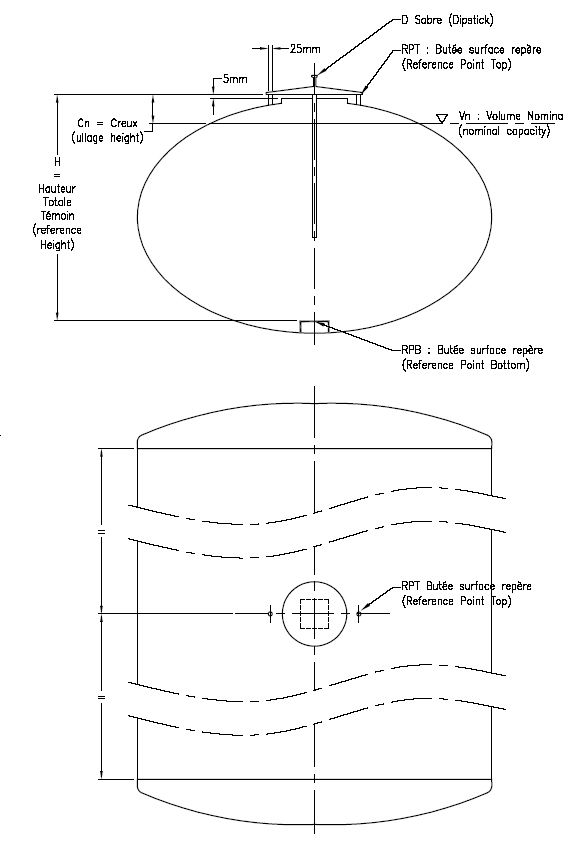 D Sabre (Dipstick)
25mm
RPT : Butée surface repère
(Reference Point Top)
5mm
Cn = Creux
(ullage height)
Vn : Volume Nomina
(nominal capacity)
H
=
Hauteur
Totale
Témoin
(reference
Height)
RPB : Butée surface repère
(Reference Point Bottom)
=
RPT Butée surface repère
(Reference Point Top)
=